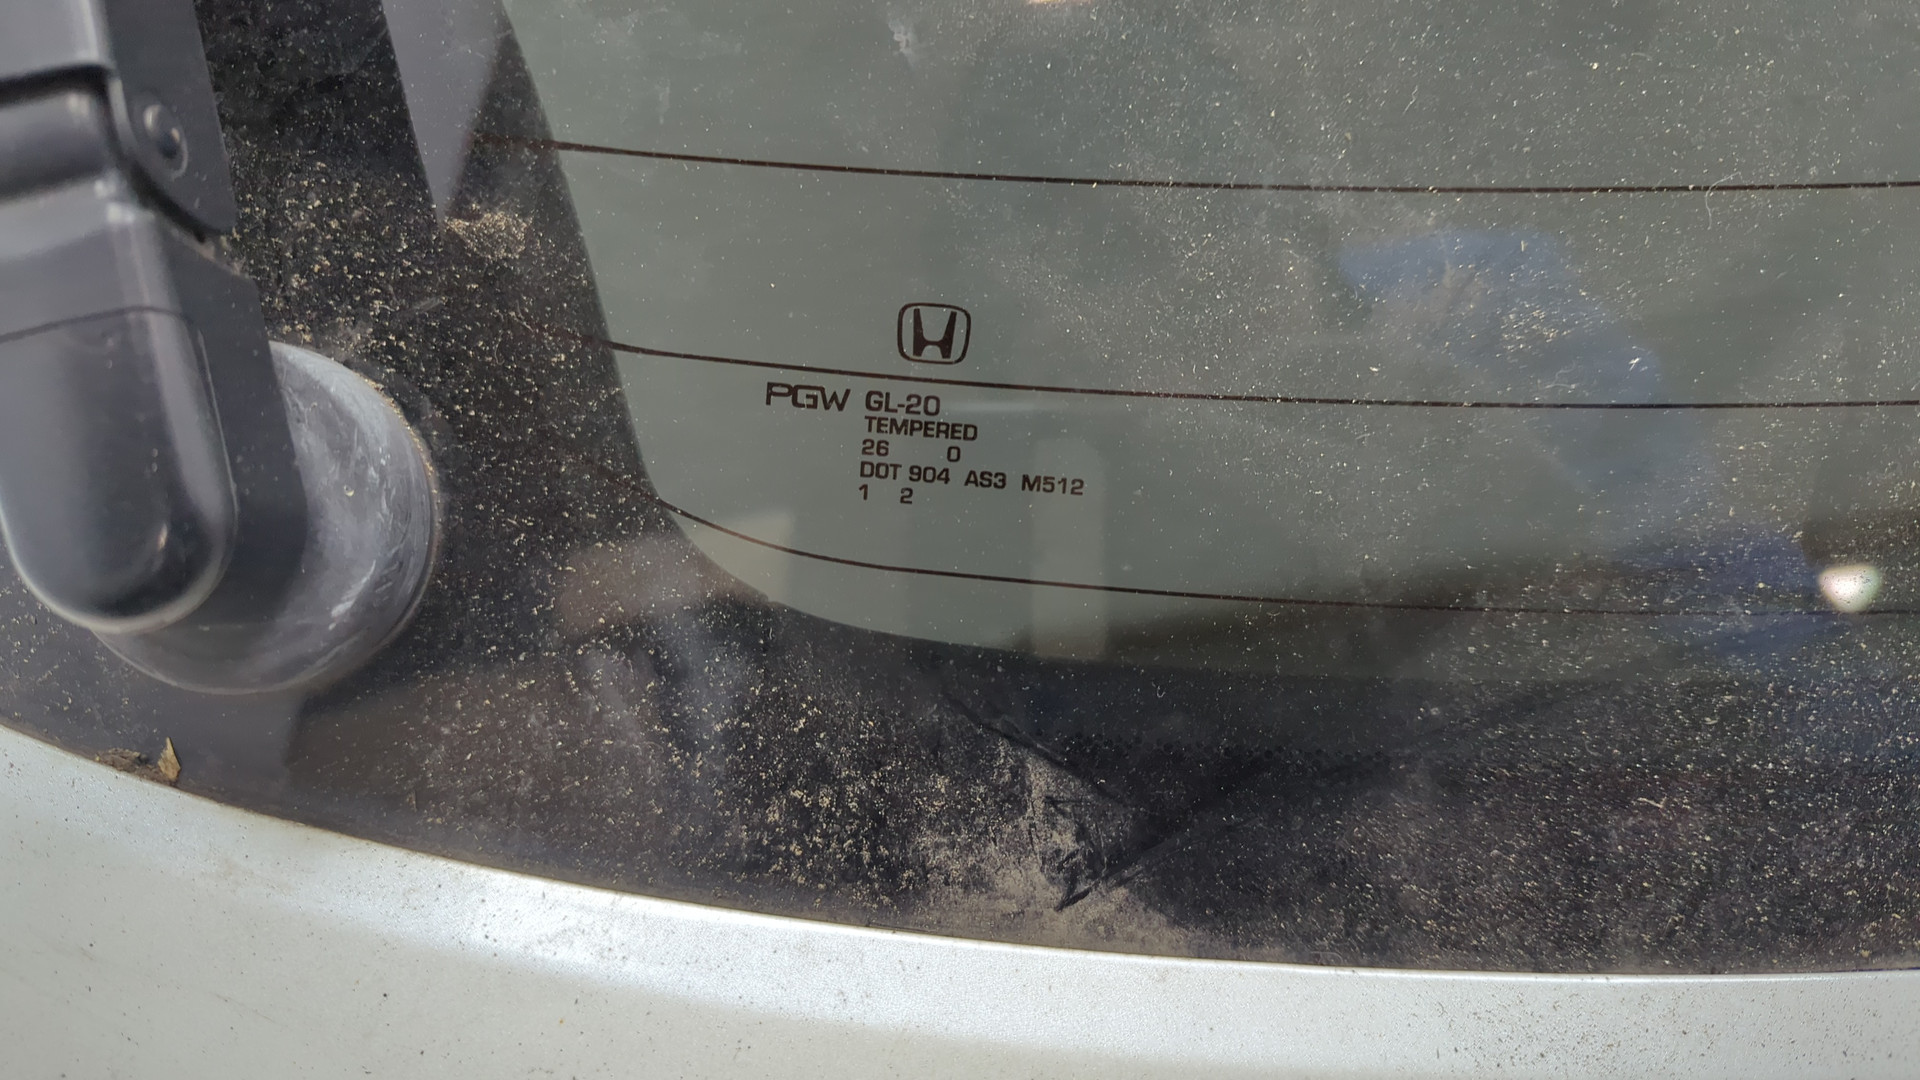 PGW GL-20
TEMPERED
26 0
DOT 904 AS3 M512
1 2